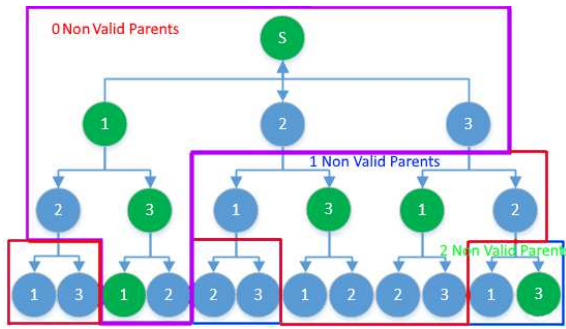 0 Non Valid Parents
S
1 2 3
1 Non Valid Parents
2 3 1 3 1 2
2 Non Valid Parents
1 3 1 2 2 3 1 2 2 3 1 3